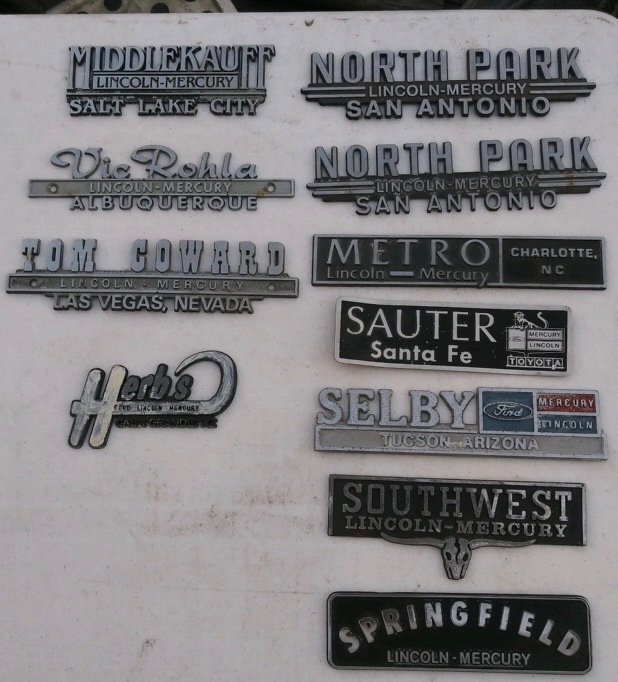 MIDDLEKAUFF
LINCOLN-MERCURY
SALT LAKE CITY
Vic Rohla
LINCOLN-MERCURY
ALBUQUERQUE
TOM COWARD
LINCOLN-MERCURY
LAS VEGAS, NEVADA
Herb's
FORD LINCOLN MERCURY
NORTH PARK
LINCOLN-MERCURY
SAN ANTONIO
NORTH PARK
LINCOLN-MERCURY
SAN ANTONIO
METRO
Lincoln — Mercury
CHARLOTTE,
NC
SAUTER
Santa Fe
Ford
MERCURY
LINCOLN
TOYOTA
SELBY
Ford
MERCURY
LINCOLN
TUCSON, ARIZONA
SOUTHWEST
LINCOLN-MERCURY
SPRINGFIELD
LINCOLN-MERCURY